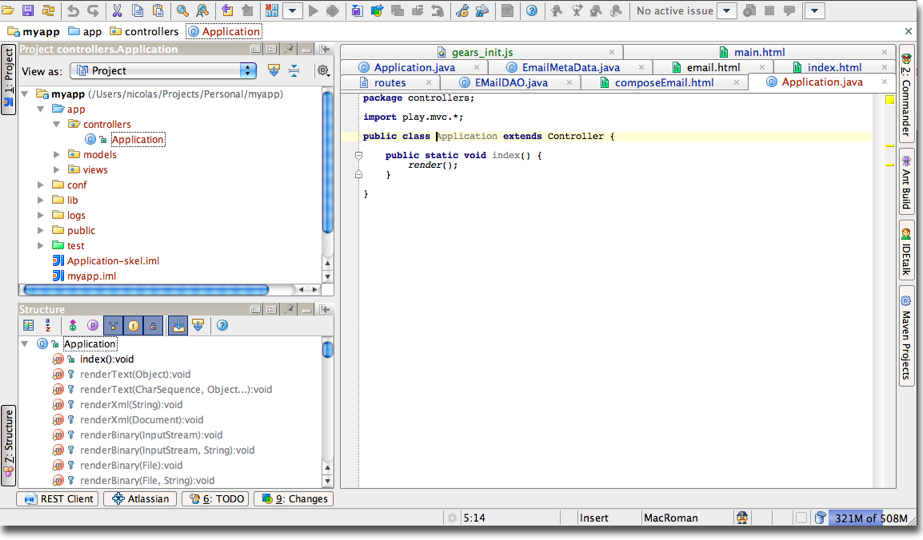 No active issue
myapp app controllers Application
Project controllers.Application
View as: Project
myapp (/Users/nicolas/Projects/Personal/myapp)
app
controllers
Application
models
views
conf
lib
logs
public
test
Application-skel.iml
myapp.iml
Structure
Application
index():void
renderText(Object):void
renderText(CharSequence, Object...):void
renderXml(String):void
renderXml(Document):void
renderBinary(InputStream):void
renderBinary(InputStream, String):void
renderBinary(File):void
renderBinary(File, String):void
1: Project
Z: Structure
gears_init.js main.html
Application.java EmailMetaData.java email.html index.html
routes EMailDAO.java composeEmail.html Application.java
package controllers;
import play.mvc.*;
public class Application extends Controller {
public static void index() {
render();
}
}
2: Commander
Ant Build
IDEtalk
Maven Projects
REST Client Atlassian 6: TODO 9: Changes
5:14 Insert MacRoman 321M of 508M